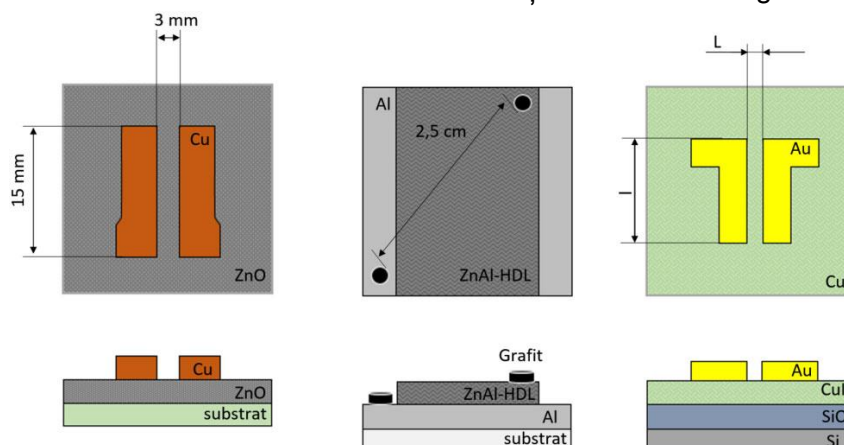 3 mm
Cu
15 mm
ZnO
Al
2,5 cm
ZnAl-HDL
L
Au
l
Cu
Cu
ZnO
substrat
Grafit
ZnAl-HDL
Al
substrat
Au
CuI
SiO
Si